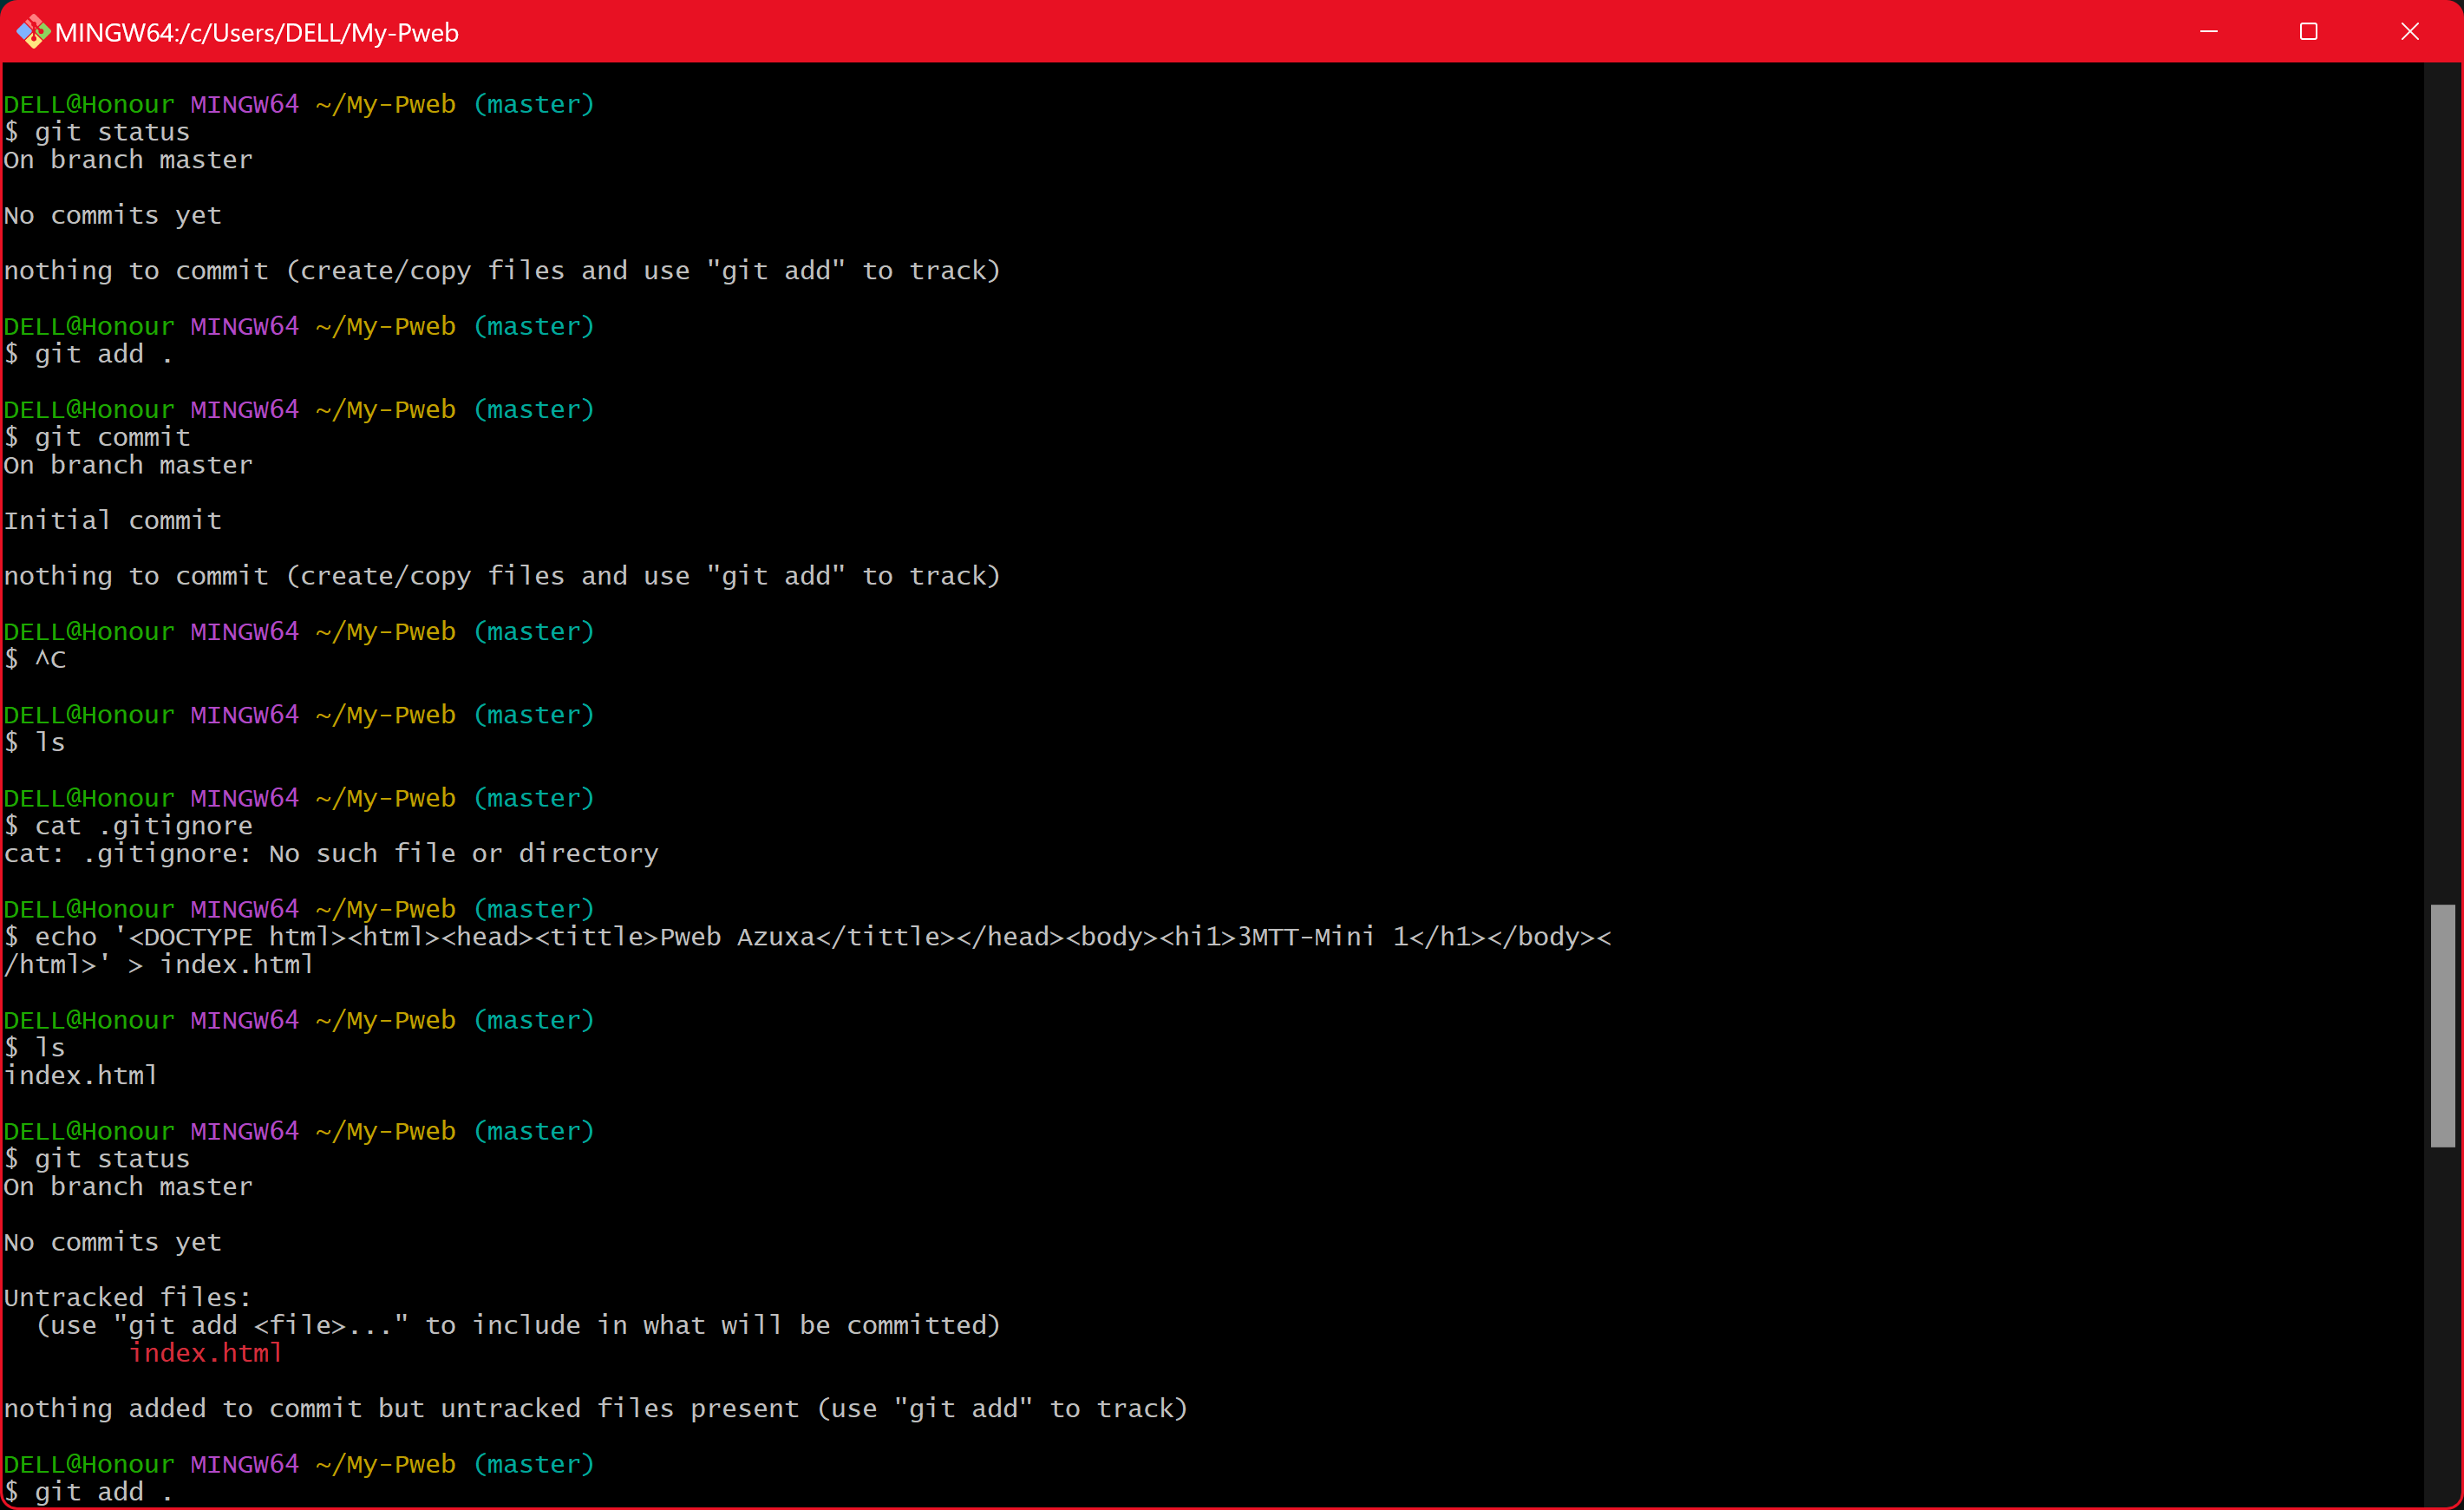 MINGW64:/c/Users/DELL/My-Pweb
DELL@Honour MINGW64 ~/My-Pweb (master)
$ git status
On branch master
No commits yet
nothing to commit (create/copy files and use "git add" to track)
DELL@Honour MINGW64 ~/My-Pweb (master)
$ git add .
DELL@Honour MINGW64 ~/My-Pweb (master)
$ git commit
On branch master
Initial commit
nothing to commit (create/copy files and use "git add" to track)
DELL@Honour MINGW64 ~/My-Pweb (master)
$ ^C
DELL@Honour MINGW64 ~/My-Pweb (master)
$ ls
DELL@Honour MINGW64 ~/My-Pweb (master)
$ cat .gitignore
cat: .gitignore: No such file or directory
DELL@Honour MINGW64 ~/My-Pweb (master)
$ echo '<DOCTYPE html><html><head><tittle>Pweb Azuxa</tittle></head><body><hi1>3MTT-Mini 1</h1></body><
/html>' > index.html
DELL@Honour MINGW64 ~/My-Pweb (master)
$ ls
index.html
DELL@Honour MINGW64 ~/My-Pweb (master)
$ git status
On branch master
No commits yet
Untracked files:
  (use "git add <file>..." to include in what will be committed)
        index.html
nothing added to commit but untracked files present (use "git add" to track)
DELL@Honour MINGW64 ~/My-Pweb (master)
$ git add .